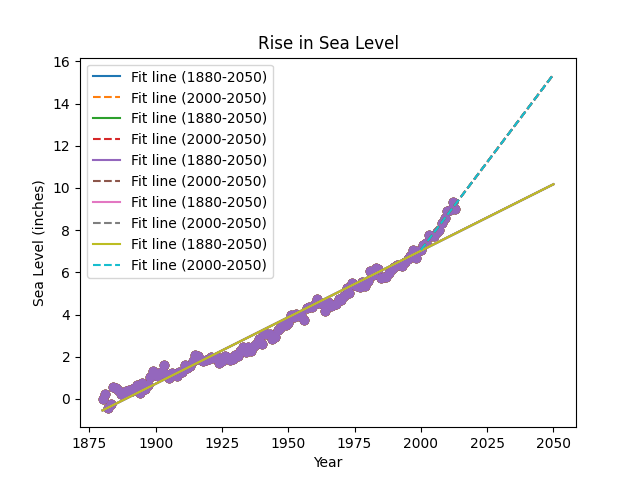 Rise in Sea Level
16
14
12
10
8
6
4
2
0
Sea Level (inches)
Fit line (1880-2050)
Fit line (2000-2050)
Fit line (1880-2050)
Fit line (2000-2050)
Fit line (1880-2050)
Fit line (2000-2050)
Fit line (1880-2050)
Fit line (2000-2050)
Fit line (1880-2050)
Fit line (2000-2050)
1875 1900 1925 1950 1975 2000 2025 2050
Year